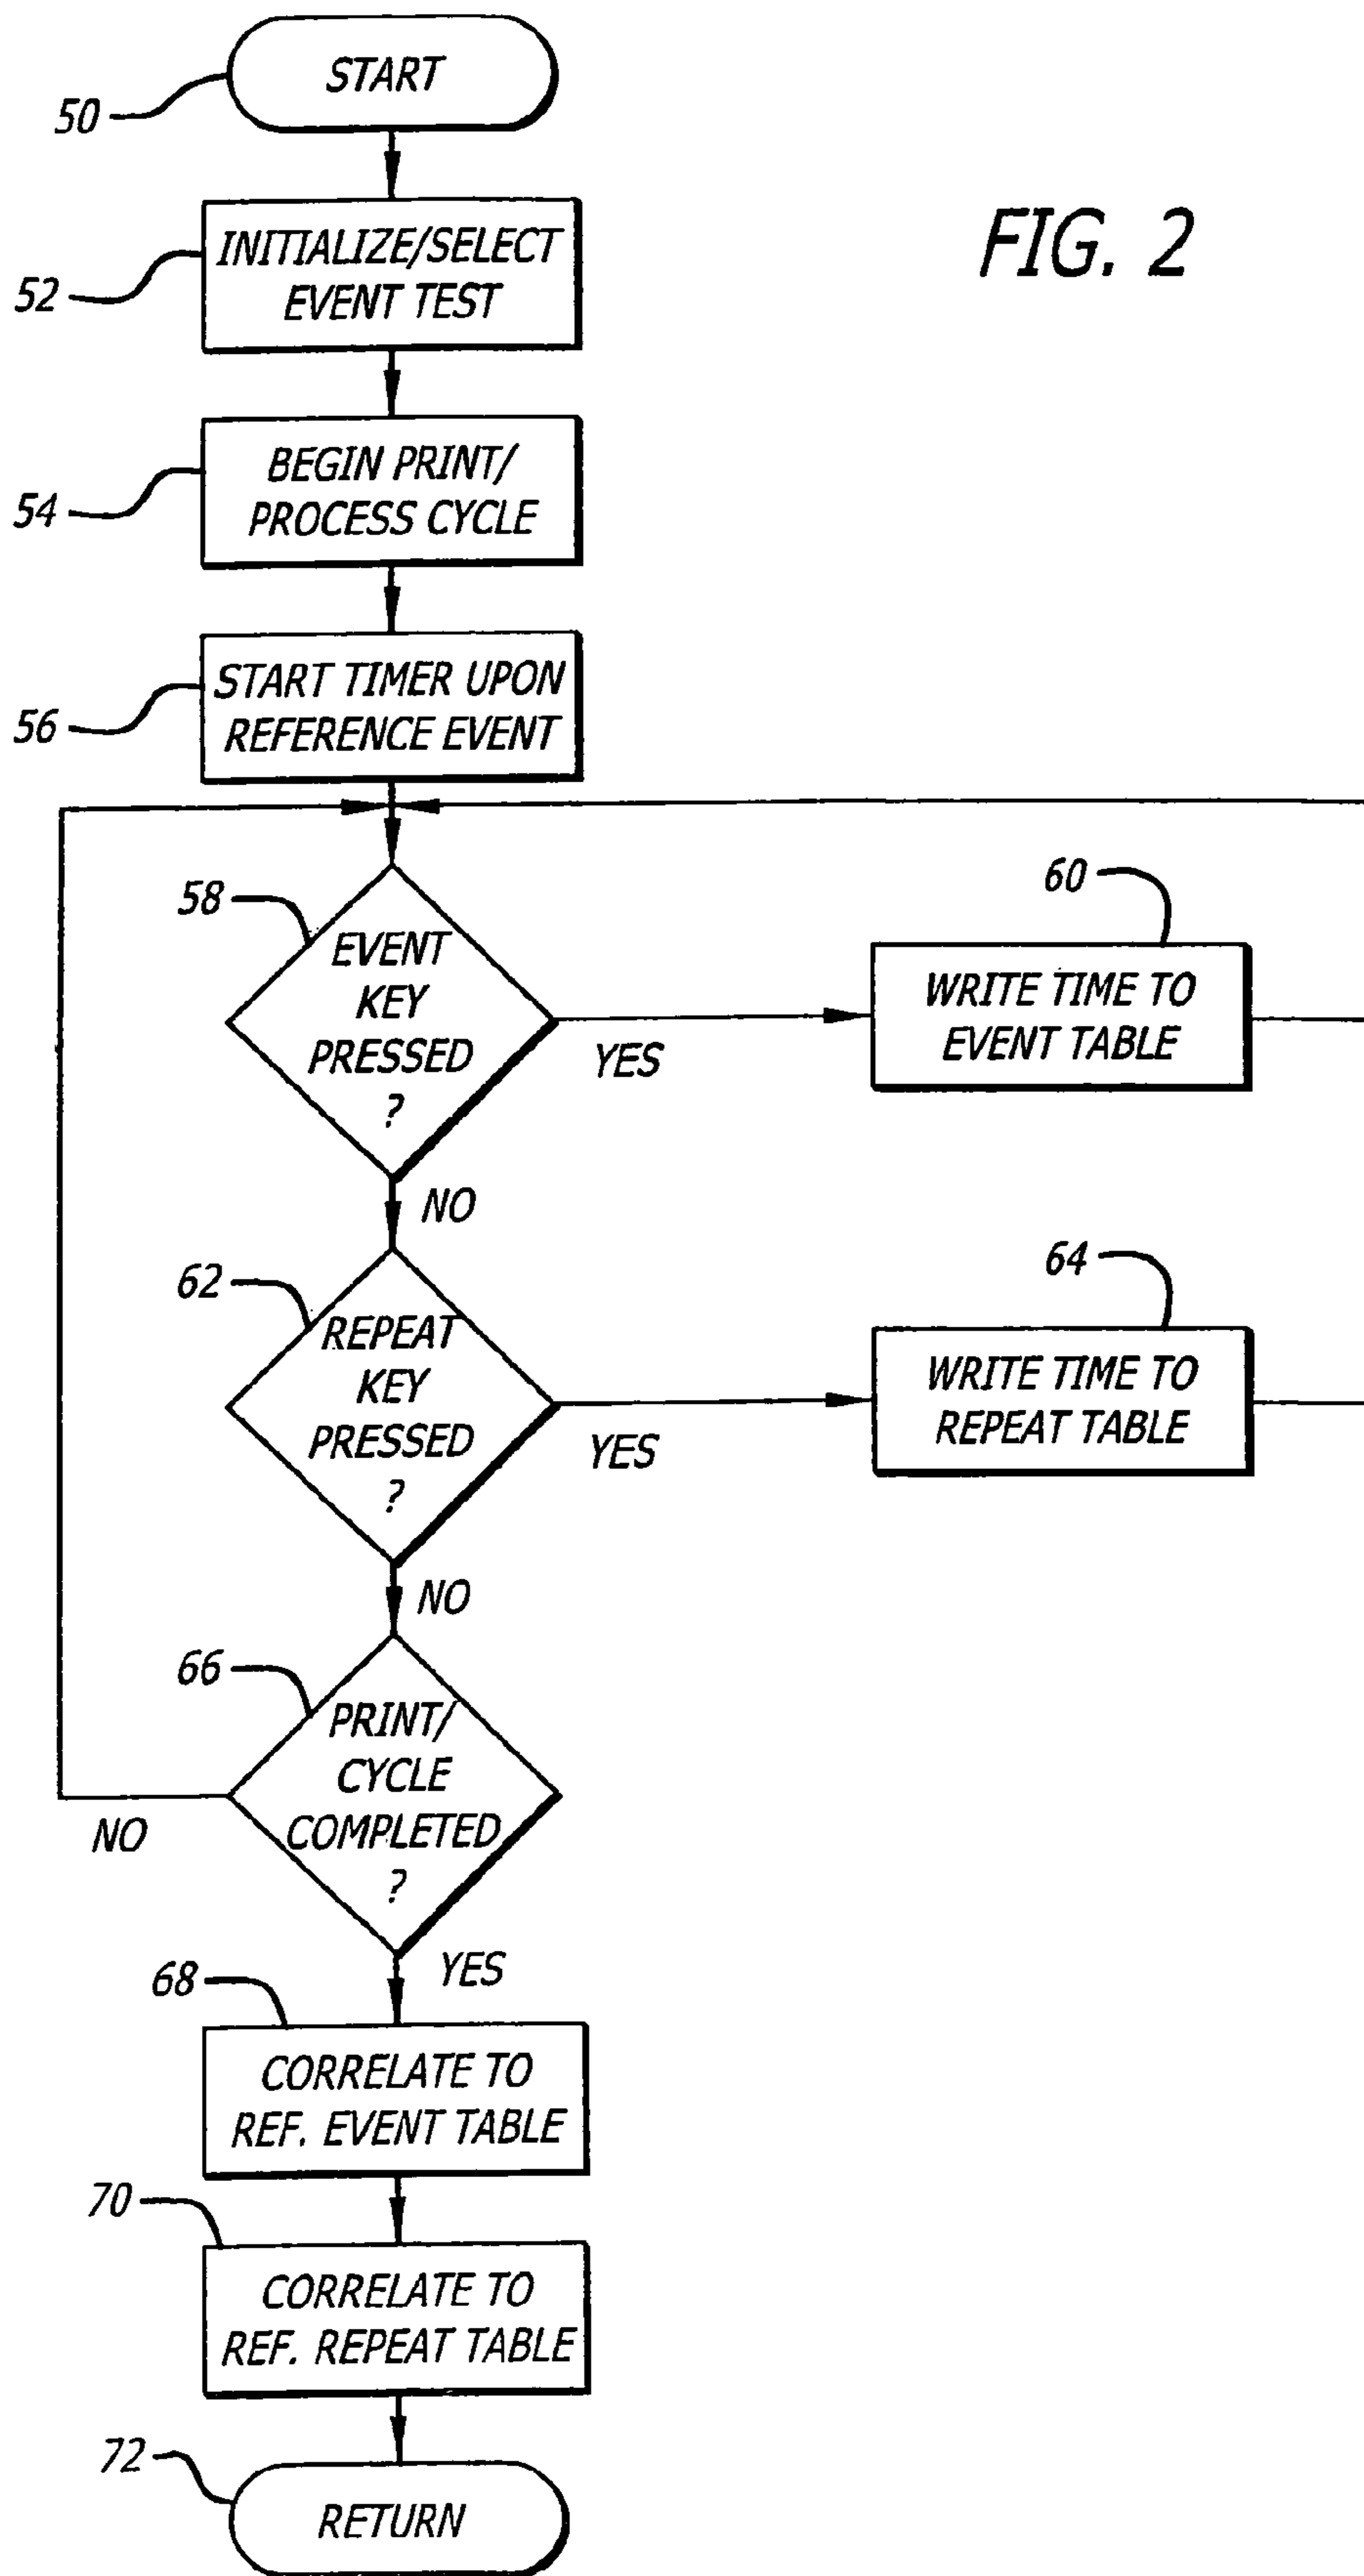 START
50
FIG. 2
INITIALIZE/SELECT
EVENT TEST
52
BEGIN PRINT/
PROCESS CYCLE
54
START TIMER UPON
REFERENCE EVENT
56
58
EVENT
KEY
PRESSED
?
YES
60
WRITE TIME TO
EVENT TABLE
NO
62
REPEAT
KEY
PRESSED
?
YES
64
WRITE TIME TO
REPEAT TABLE
NO
66
PRINT/
CYCLE
COMPLETED
?
NO
YES
68
CORRELATE TO
REF. EVENT TABLE
70
CORRELATE TO
REF. REPEAT TABLE
72
RETURN